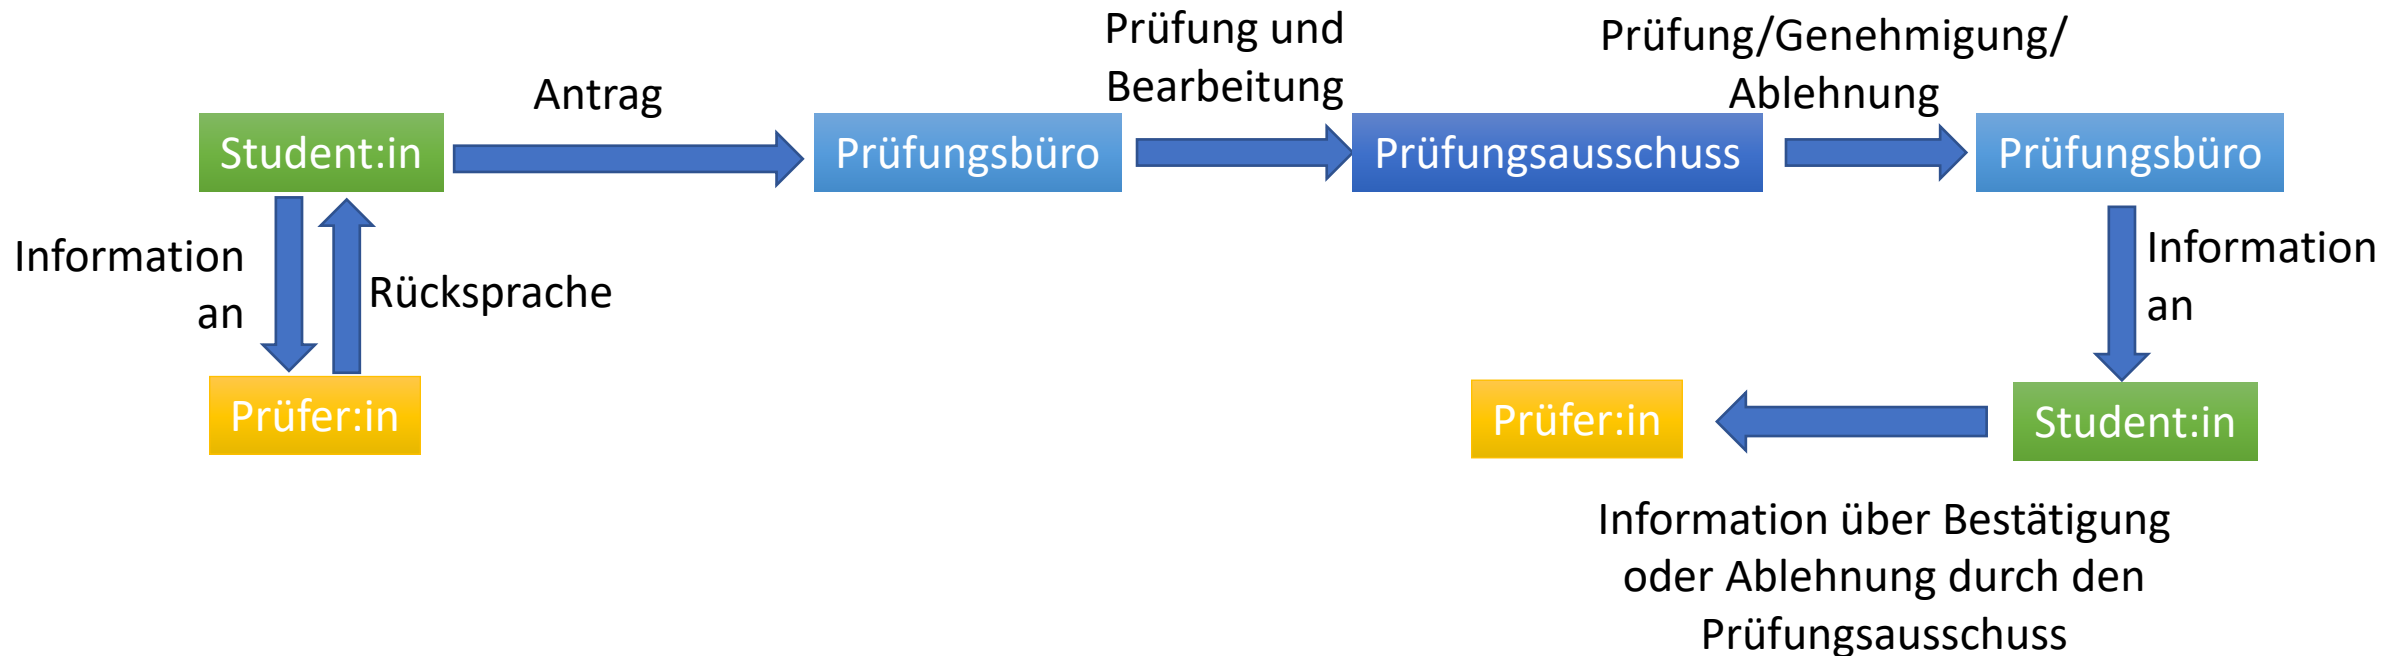 Prüfung und
Bearbeitung
Prüfung/Genehmigung/
Ablehnung
Antrag
Student:in
Prüfungsbüro
Prüfungsausschuss
Prüfungsbüro
Information
an
Rücksprache
Information
an
Prüfer:in
Prüfer:in
Student:in
Information über Bestätigung
oder Ablehnung durch den
Prüfungsausschuss